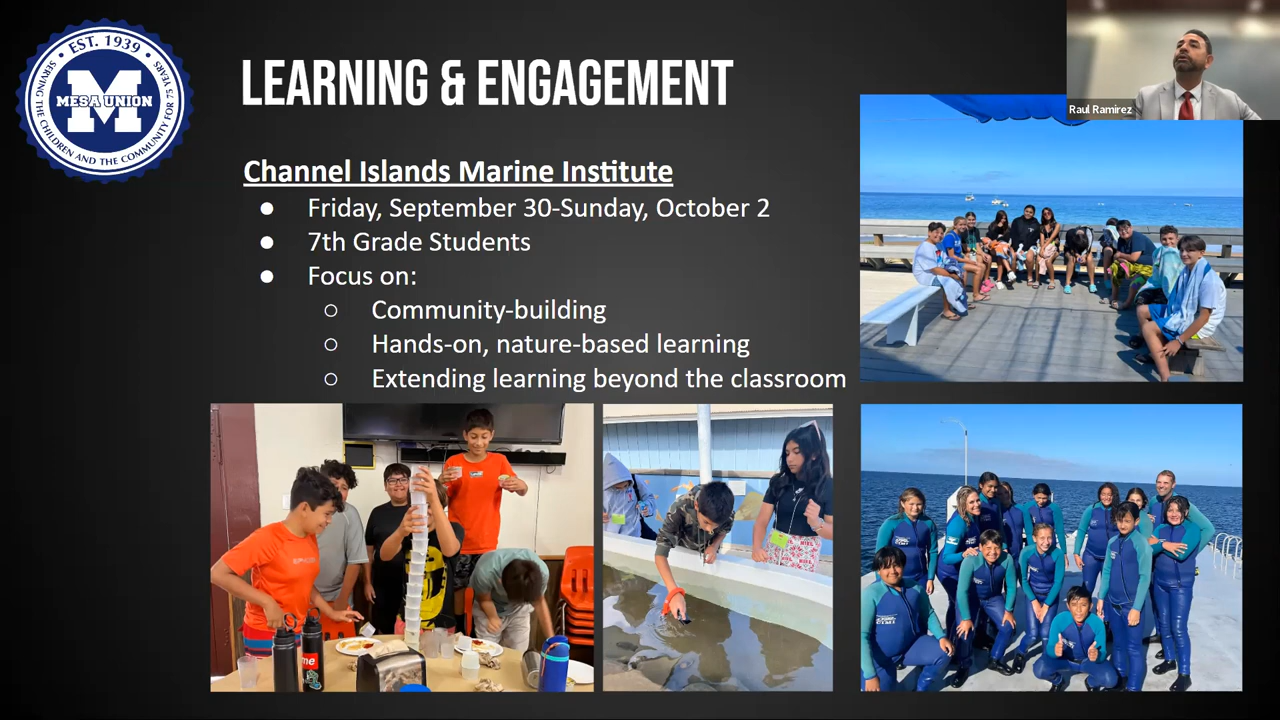 EST. 1939
M
MESA UNION
SERVING THE CHILDREN AND THE COMMUNITY FOR 75 YEARS
LEARNING & ENGAGEMENT
Raul Ramirez
Channel Islands Marine Institute
● Friday, September 30-Sunday, October 2
● 7th Grade Students
● Focus on:
○ Community-building
○ Hands-on, nature-based learning
○ Extending learning beyond the classroom